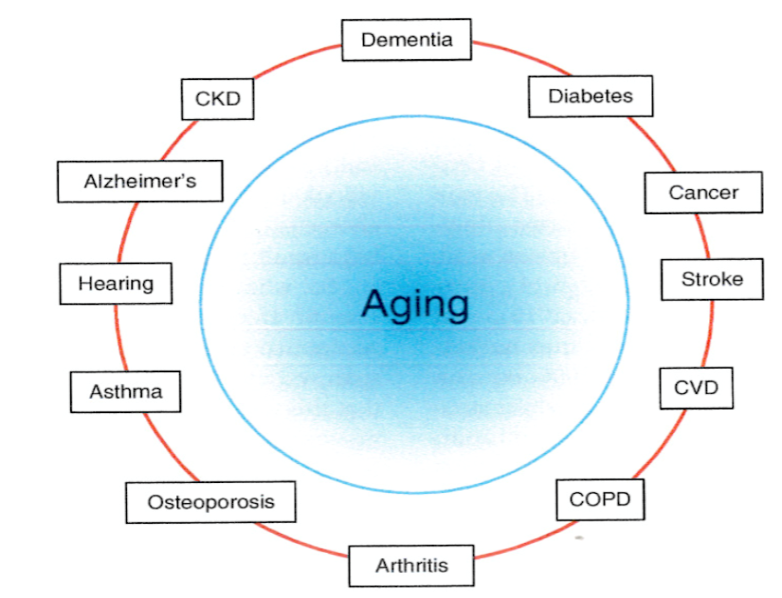 Dementia
CKD
Diabetes
Alzheimer's
Cancer
Hearing
Stroke
Aging
Asthma
CVD
Osteoporosis
COPD
Arthritis